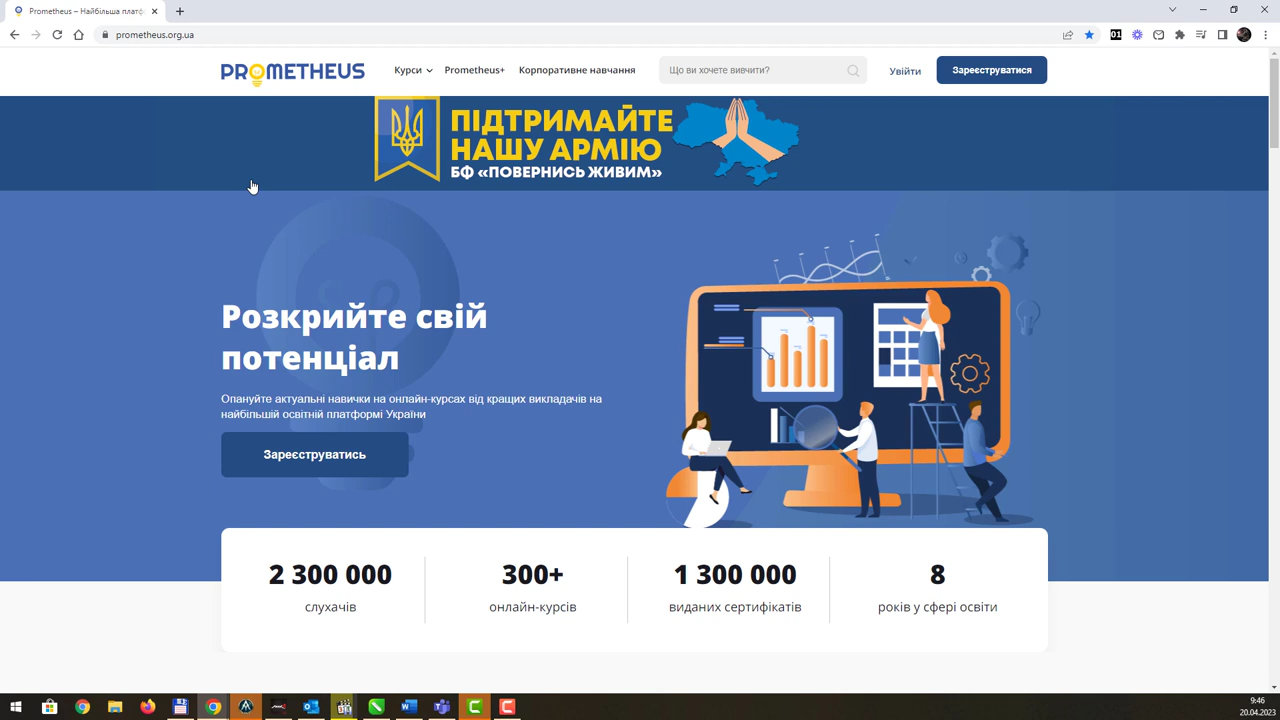 Prometheus – Найбільша платф
prometheus.org.ua
PROMETHEUS
Курси
Prometheus+
Корпоративне навчання
Що ви хочете вивчити?
Увійти
Зареєструватися
ПІДТРИМАЙТЕ
НАШУ АРМІЮ
БФ «ПОВЕРНИСЬ ЖИВИМ»
Розкрийте свій
потенціал
Опануйте актуальні навички на онлайн-курсах від кращих викладачів на
найбільшій освітній платформі України
Зареєструватись
2 300 000
слухачів
300+
онлайн-курсів
1 300 000
виданих сертифікатів
8
років у сфері освіти
9:46
20.04.2023